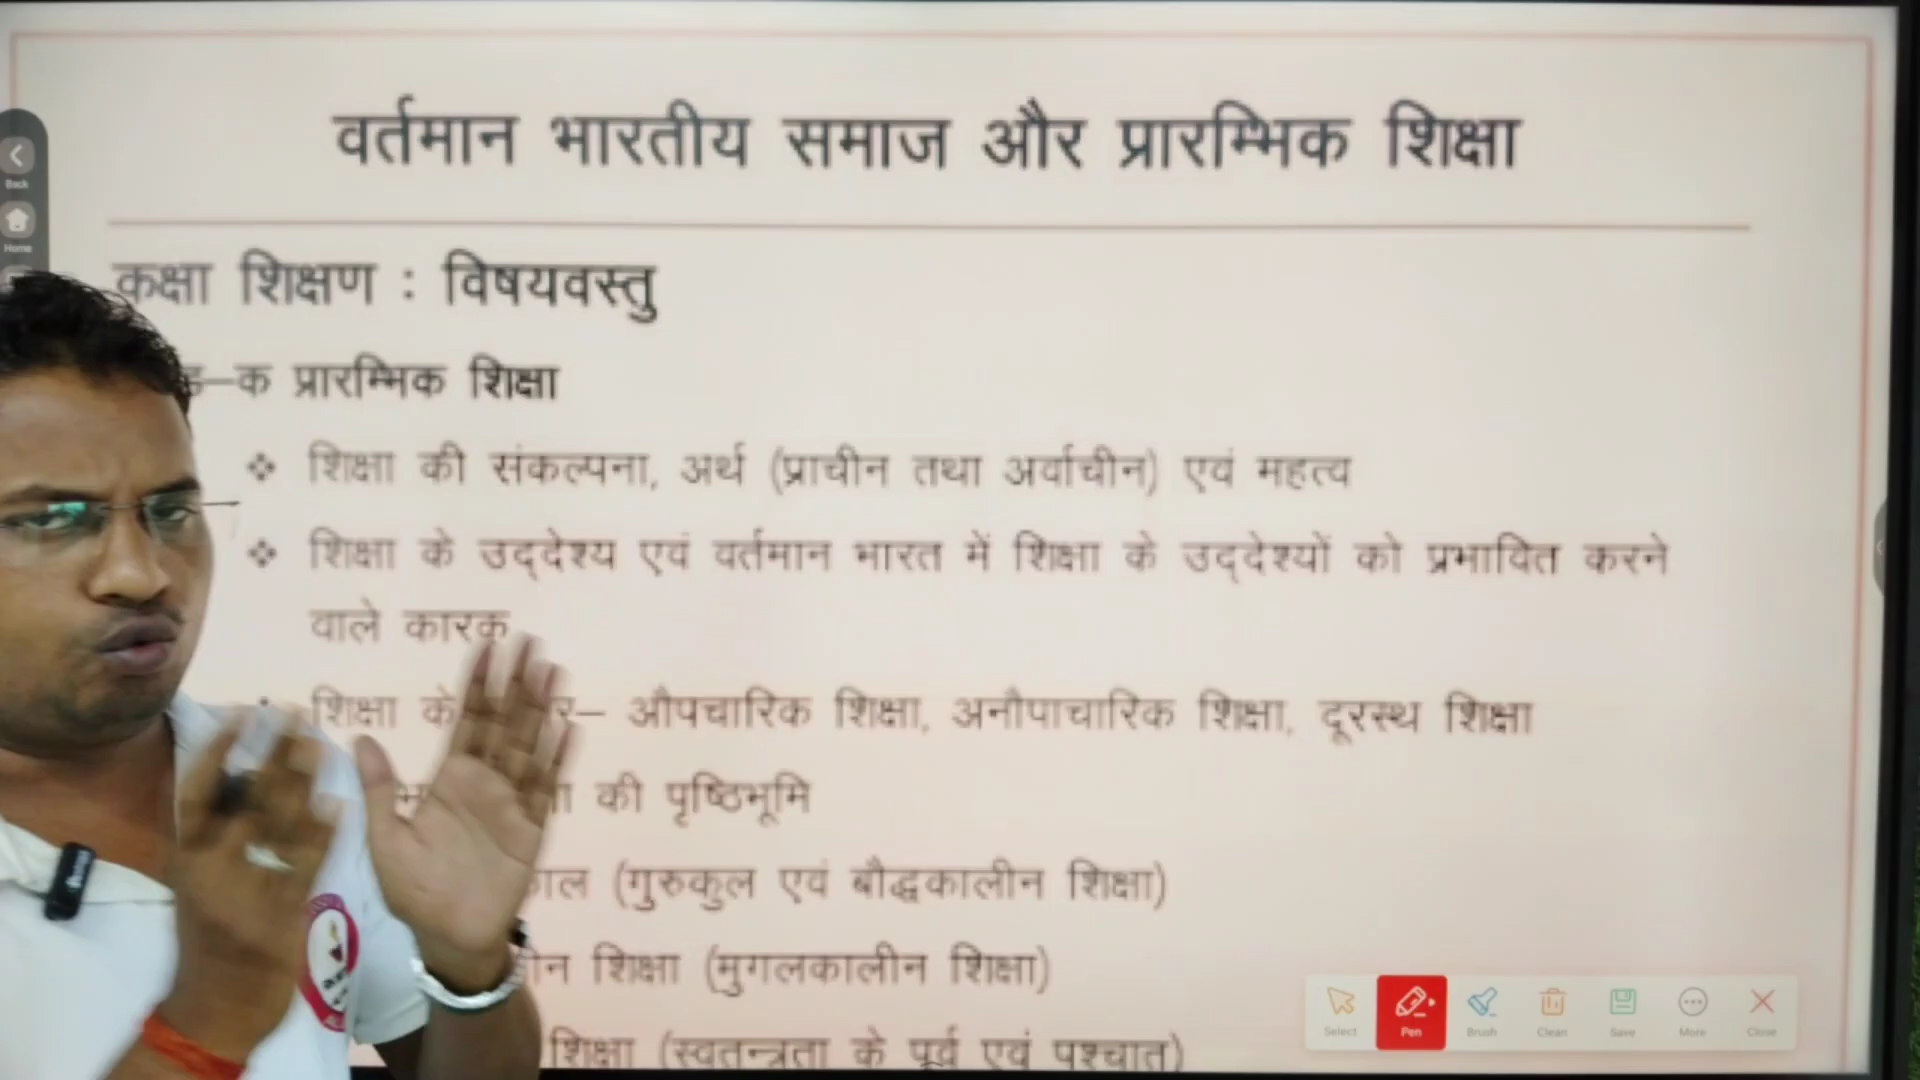 वर्तमान भारतीय समाज और प्रारम्भिक शिक्षा
Back
Home
कक्षा शिक्षण : विषयवस्तु
–क प्रारम्भिक शिक्षा
❖ शिक्षा की संकल्पना, अर्थ (प्राचीन तथा अर्वाचीन) एवं महत्व
❖ शिक्षा के उद्देश्य एवं वर्तमान भारत में शिक्षा के उद्देश्यों को प्रभावित करने
वाले कारक
शिक्षा के – औपचारिक शिक्षा, अनौपाचारिक शिक्षा, दूरस्थ शिक्षा
की पृष्ठिभूमि
(गुरुकुल एवं बौद्धकालीन शिक्षा)
शिक्षा (मुगलकालीन शिक्षा)
शिक्षा (स्वतन्त्रता के पूर्व एवं पश्चात)
Select Pen Brush Clean Save More Close